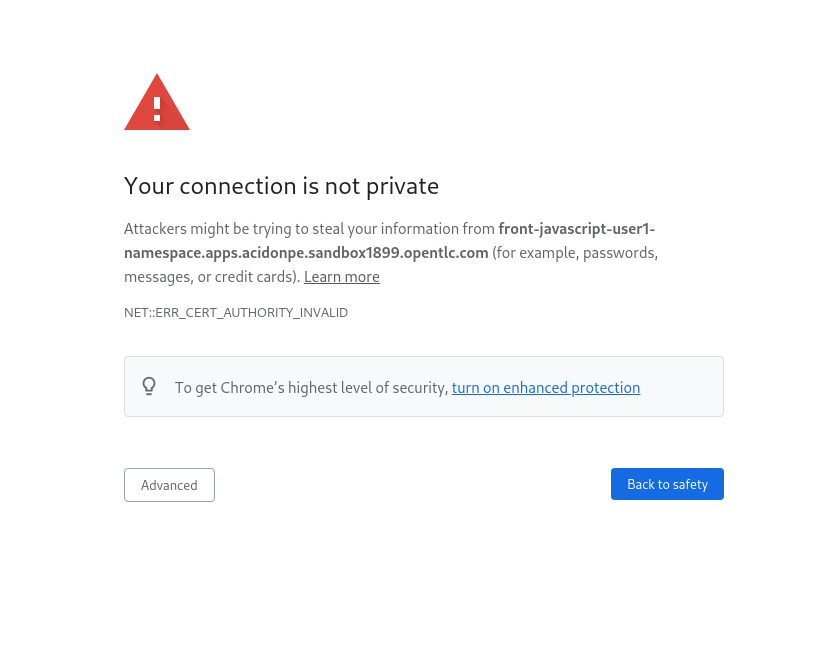 Your connection is not private
Attackers might be trying to steal your information from front-javascript-user1-
namespace.apps.acidonpe.sandbox1899.opentlc.com (for example, passwords,
messages, or credit cards). Learn more
NET::ERR_CERT_AUTHORITY_INVALID
To get Chrome's highest level of security, turn on enhanced protection
Advanced
Back to safety